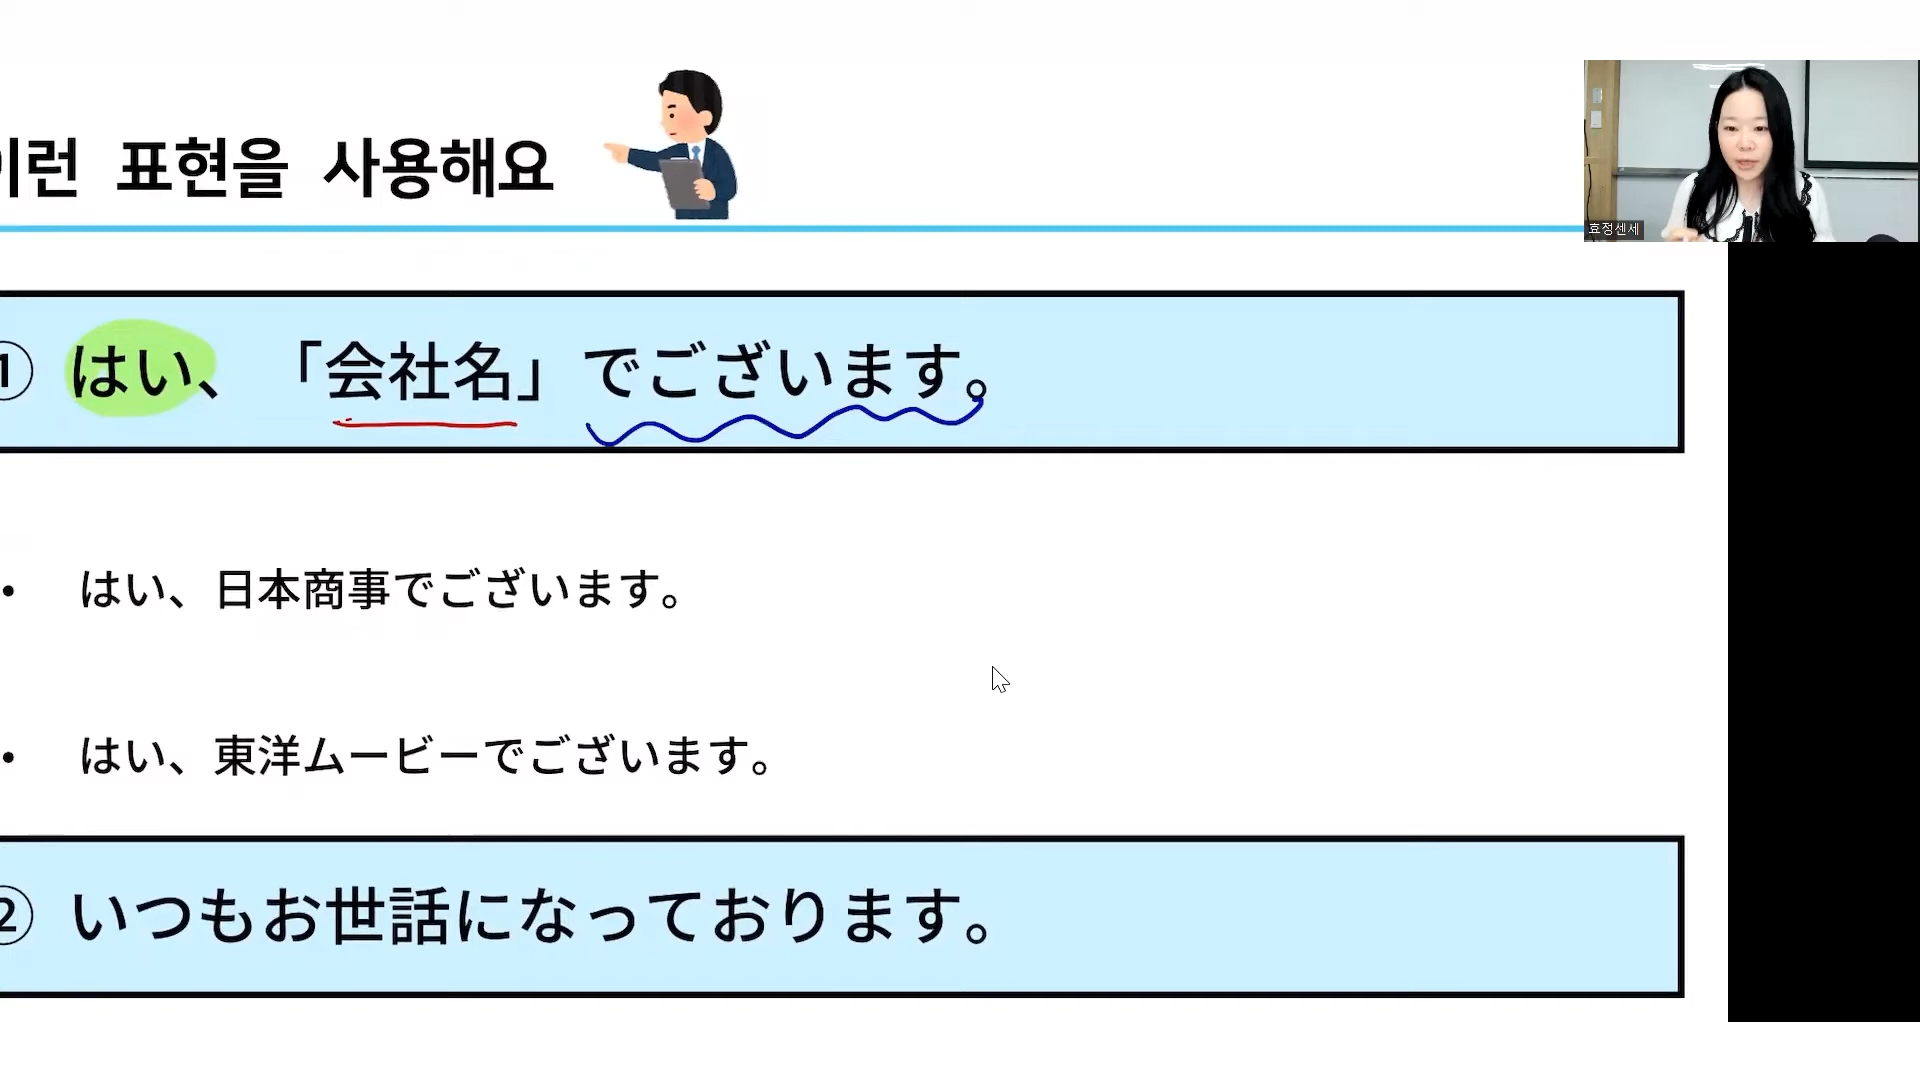 이런 표현을 사용해요
효정센세
① はい、「会社名」でございます。
• はい、日本商事でございます。
• はい、東洋ムービーでございます。
② いつもお世話になっております。